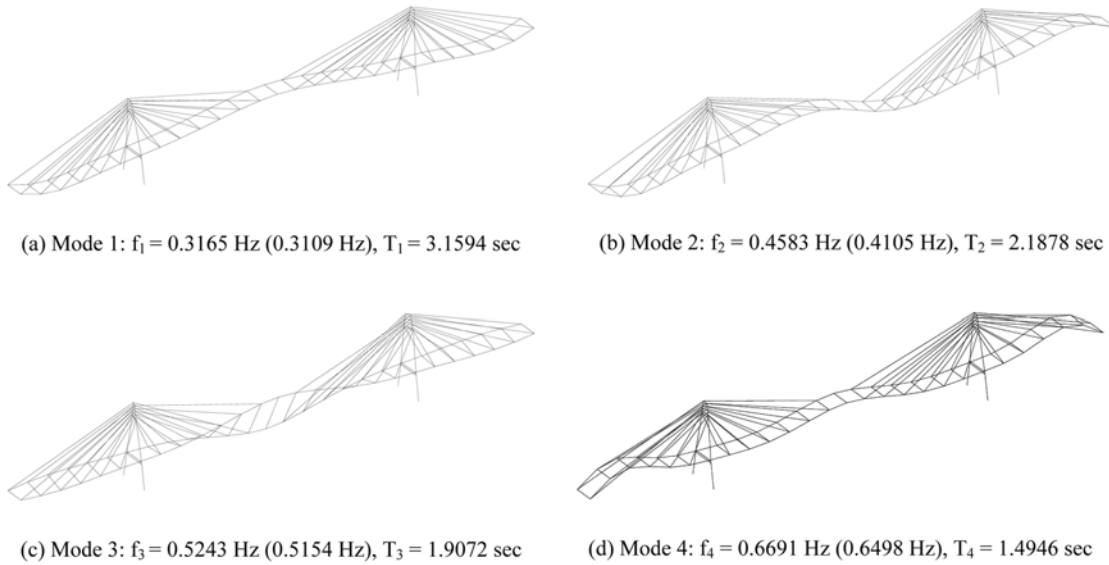 (a) Mode 1: f₁ = 0.3165 Hz (0.3109 Hz), T₁ = 3.1594 sec
(b) Mode 2: f₂ = 0.4583 Hz (0.4105 Hz), T₂ = 2.1878 sec
(c) Mode 3: f₃ = 0.5243 Hz (0.5154 Hz), T₃ = 1.9072 sec
(d) Mode 4: f₄ = 0.6691 Hz (0.6498 Hz), T₄ = 1.4946 sec